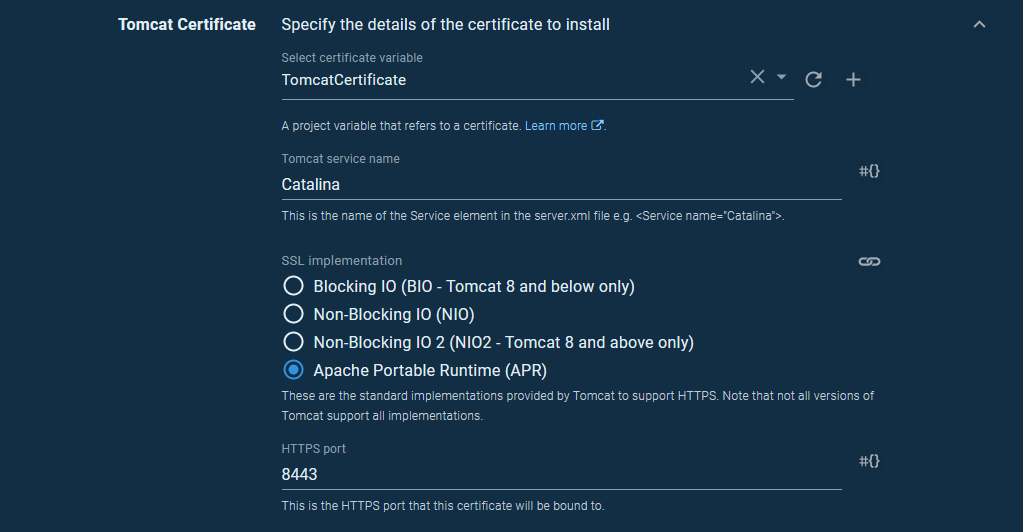 Tomcat Certificate
Specify the details of the certificate to install
Select certificate variable
TomcatCertificate
A project variable that refers to a certificate. Learn more.
Tomcat service name
#{}
Catalina
This is the name of the Service element in the server.xml file e.g. <Service name="Catalina">.
SSL implementation
Blocking IO (BIO - Tomcat 8 and below only)
Non-Blocking IO (NIO)
Non-Blocking IO 2 (NIO2 - Tomcat 8 and above only)
Apache Portable Runtime (APR)
These are the standard implementations provided by Tomcat to support HTTPS. Note that not all versions of
Tomcat support all implementations.
HTTPS port
#{}
8443
This is the HTTPS port that this certificate will be bound to.